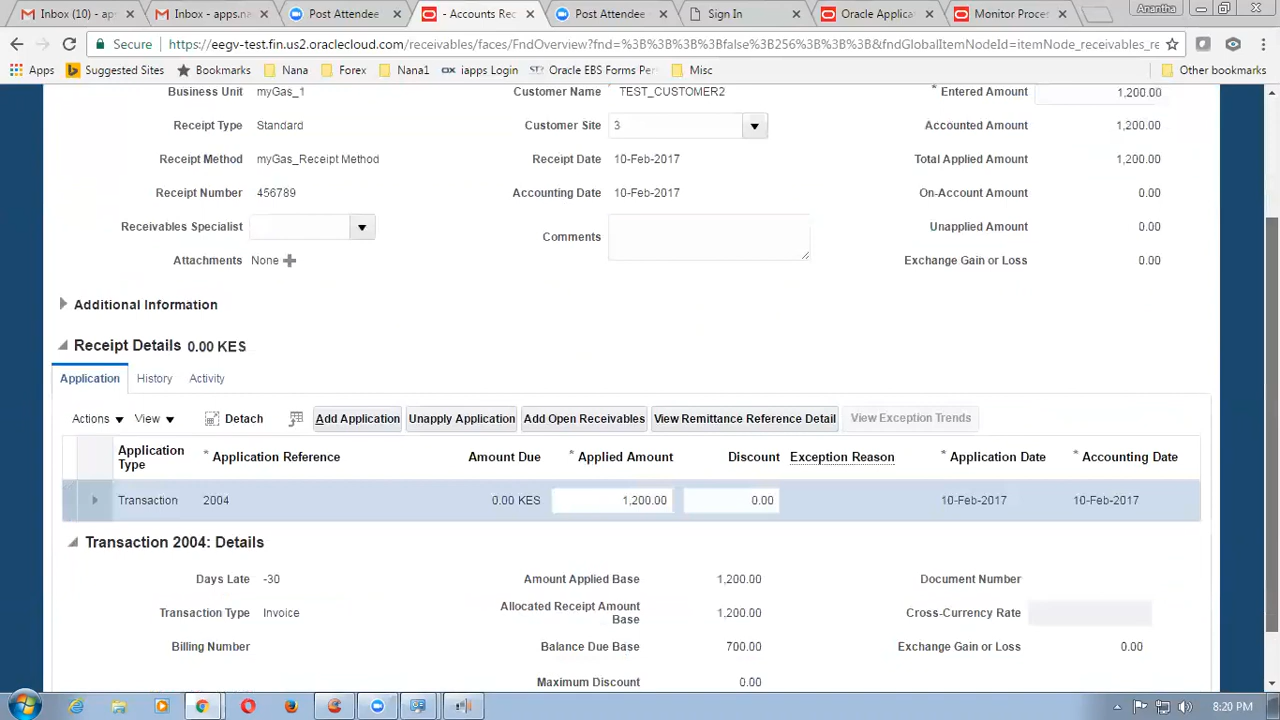 Inbox (10) - aps
Inbox - apps.na
Post Attendee
- Accounts Rec
Post Attendee
Sign In
Oracle Applica
Monitor Proces
Anantha
Secure
https://eegv-test.fin.us2.oraclecloud.com/receivables/faces/FndOverview?fnd=%3B%3B%3B%3Bfalse%3B256%3B%3B%3B&fndGlobalItemNodeId=itemNode_receivables_re
Apps
Suggested Sites
Bookmarks
Nana
Forex
Nana1
iapps Login
Oracle EBS Forms Per
Misc
Other bookmarks
Business Unit myGas_1
Customer Name TEST_CUSTOMER2
* Entered Amount 1,200.00
Receipt Type Standard
Customer Site 3
Accounted Amount 1,200.00
Receipt Method myGas_Receipt Method
Receipt Date 10-Feb-2017
Total Applied Amount 1,200.00
Receipt Number 456789
Accounting Date 10-Feb-2017
On-Account Amount 0.00
Receivables Specialist
Comments
Unapplied Amount 0.00
Attachments None
Exchange Gain or Loss 0.00
Additional Information
Receipt Details 0.00 KES
Application History Activity
Actions View Detach Add Application Unapply Application Add Open Receivables View Remittance Reference Detail View Exception Trends
Application Type
* Application Reference
Amount Due
* Applied Amount
Discount
Exception Reason
* Application Date
* Accounting Date
Transaction 2004 0.00 KES 1,200.00 0.00 10-Feb-2017 10-Feb-2017
Transaction 2004: Details
Days Late -30
Amount Applied Base 1,200.00
Document Number
Transaction Type Invoice
Allocated Receipt Amount Base 1,200.00
Cross-Currency Rate
Billing Number
Balance Due Base 700.00
Exchange Gain or Loss 0.00
Maximum Discount 0.00
8:20 PM